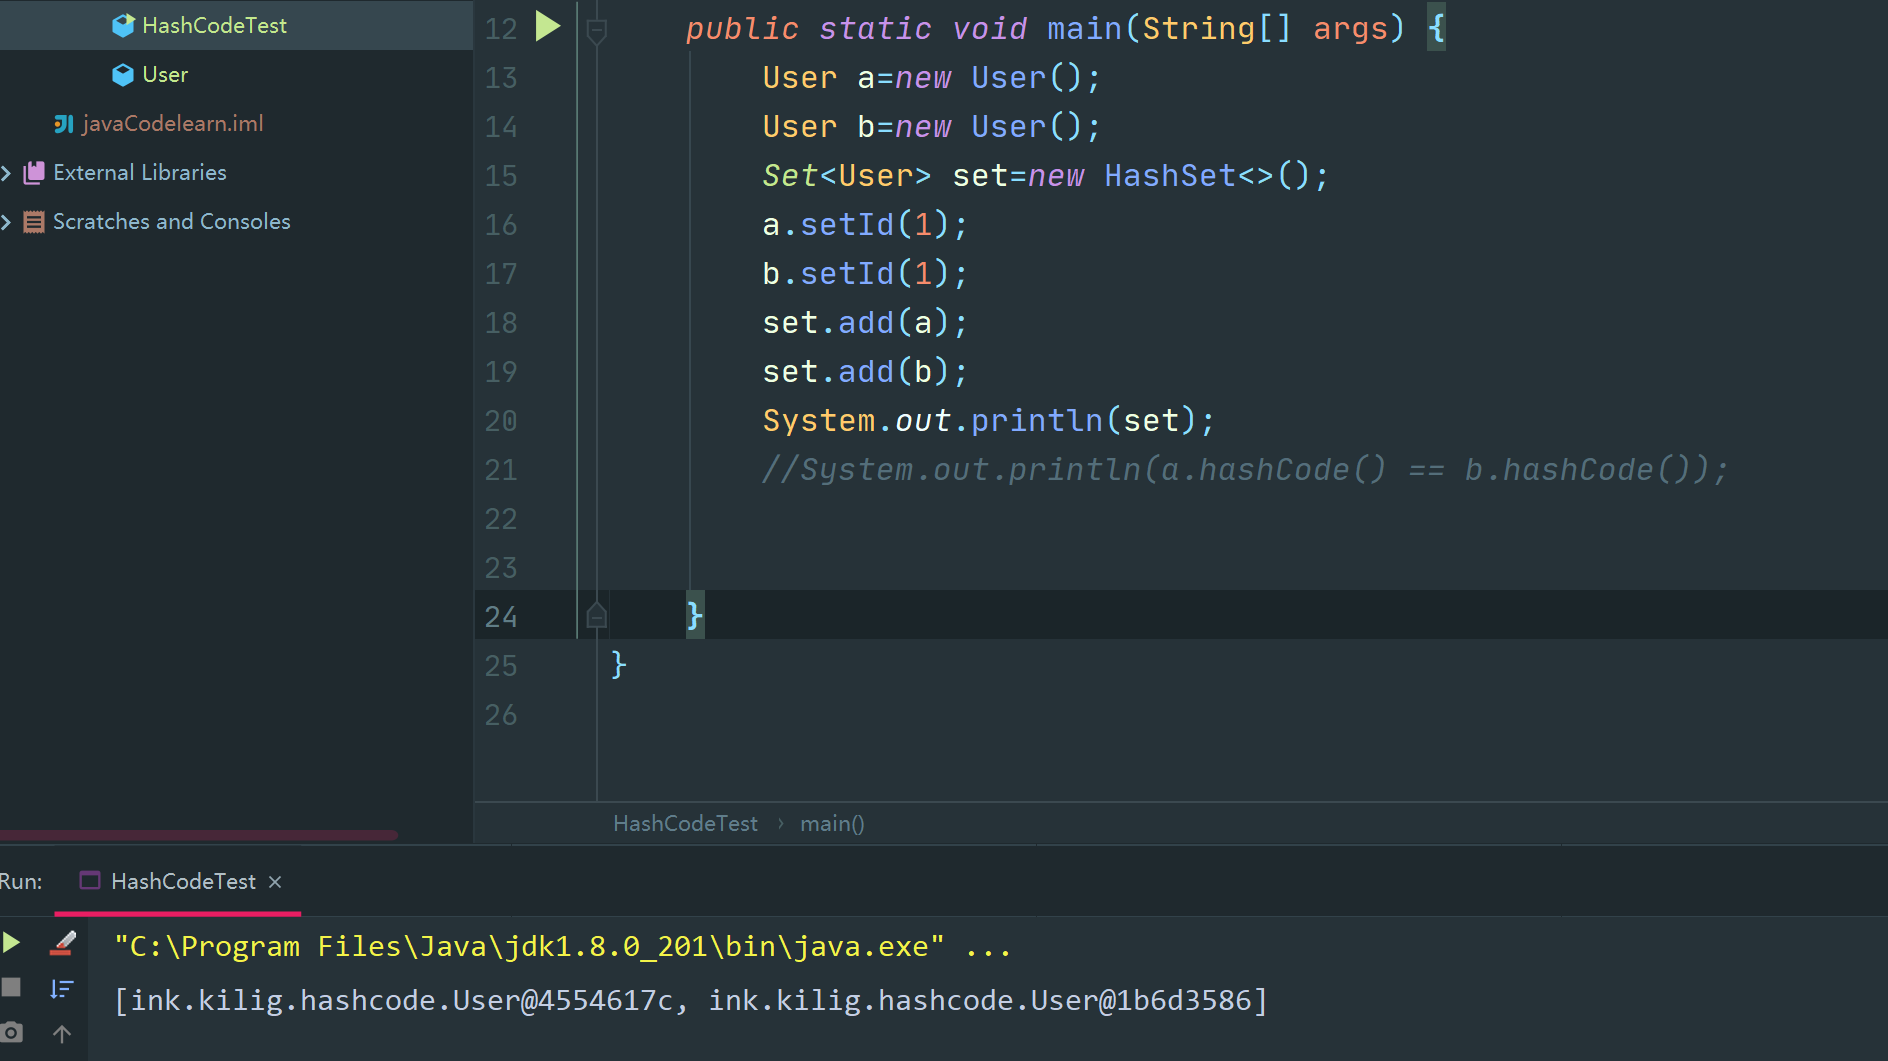 HashCodeTest
User
javaCodelearn.iml
External Libraries
Scratches and Consoles
12 public static void main(String[] args) {
13 User a=new User();
14 User b=new User();
15 Set<User> set=new HashSet<>();
16 a.setId(1);
17 b.setId(1);
18 set.add(a);
19 set.add(b);
20 System.out.println(set);
21 //System.out.println(a.hashCode() == b.hashCode());
22
23
24 }
25 }
26
HashCodeTest › main()
Run: HashCodeTest ×
"C:\Program Files\Java\jdk1.8.0_201\bin\java.exe" ...
[ink.kilig.hashcode.User@4554617c, ink.kilig.hashcode.User@1b6d3586]